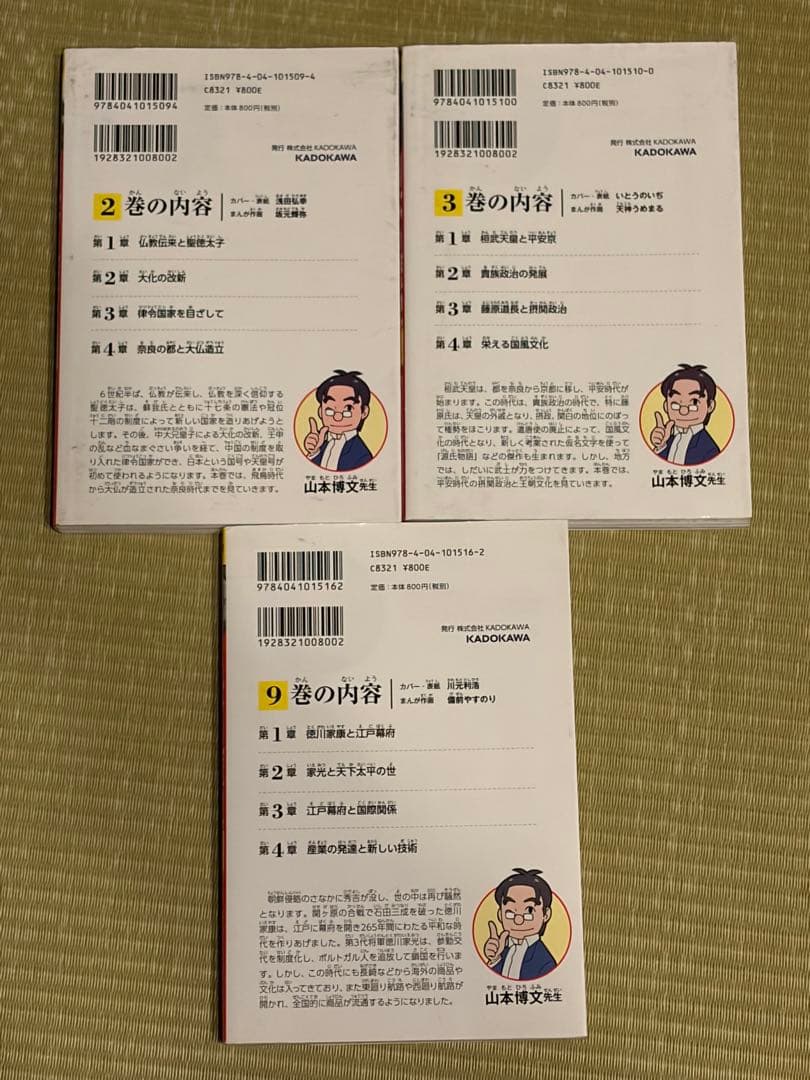 ISBN978-4-04-101509-4
C8321 ¥800E
定価：本体800円(税別)
9784041015094
1928321008002
発行 株式会社KADOKAWA
KADOKAWA
2 巻の内容
カバー・表紙 浅田弘幸
まんが作画 坂元輝弥
第1章 仏教伝来と聖徳太子
第2章 大化の改新
第3章 律令国家を目ざして
第4章 奈良の都と大仏造立
6世紀半ば、仏教が伝来し、仏教を深く信仰する
聖徳太子は、蘇我氏とともに十七条の憲法や冠位
十二階の制度によって新しい国家を造りあげようと
します。その後、中大兄皇子による大化の改新、壬申
の乱など血なまぐさい争いを経て、中国の制度を取
り入れた律令国家ができ、日本という国号や天皇号が
初めて使われるようになります。本巻では、飛鳥時代
から大仏が造立された奈良時代までを見ていきます。
山本博文先生
ISBN978-4-04-101510-0
C8321 ¥800E
定価：本体800円(税別)
9784041015100
1928321008002
発行 株式会社KADOKAWA
KADOKAWA
3 巻の内容
カバー・表紙 いとうのいぢ
まんが作画 天神うめまる
第1章 桓武天皇と平安京
第2章 貴族政治の発展
第3章 藤原道長と摂関政治
第4章 栄える国風文化
桓武天皇は、都を奈良から京都に移し、平安時代が
始まります。この時代は、貴族政治の時代で、特に藤
原氏は、天皇の外戚となり、摂政、関白の地位にのぼっ
て権勢をほこります。遣唐使の廃止によって、国風文
化の時代となり、新しく考案された仮名文字を使って
『源氏物語』などの傑作も生まれます。しかし、地方
では、しだいに武士が力をつけてきます。本巻では、
平安時代の摂関政治と王朝文化を見ていきます。
やま もと ひろ ふみ せんせい
山本博文先生
ISBN978-4-04-101516-2
C8321 ¥800E
定価：本体800円(税別)
9784041015162
1928321008002
発行 株式会社KADOKAWA
KADOKAWA
9 巻の内容
カバー・表紙 川元利浩
まんが作画 備前やすのり
第1章 徳川家康と江戸幕府
第2章 家光と天下太平の世
第3章 江戸幕府と国際関係
第4章 産業の発達と新しい技術
朝鮮侵略のさなかに秀吉が没し、世の中は再び騒然
となります。関ヶ原の合戦で石田三成を破った徳川
家康は、江戸に幕府を開き265年間にわたる平和な時
代を作りあげました。第3代将軍徳川家光は、参勤交
代を制度化し、ポルトガル人を追放して鎖国を行いま
す。しかし、この時代にも長崎などから海外の商品や
文化は入ってきており、また東廻り航路や西廻り航路が
開かれ、全国的に商品が流通するようになりました。
やま もと ひろ ふみ せんせい
山本博文先生